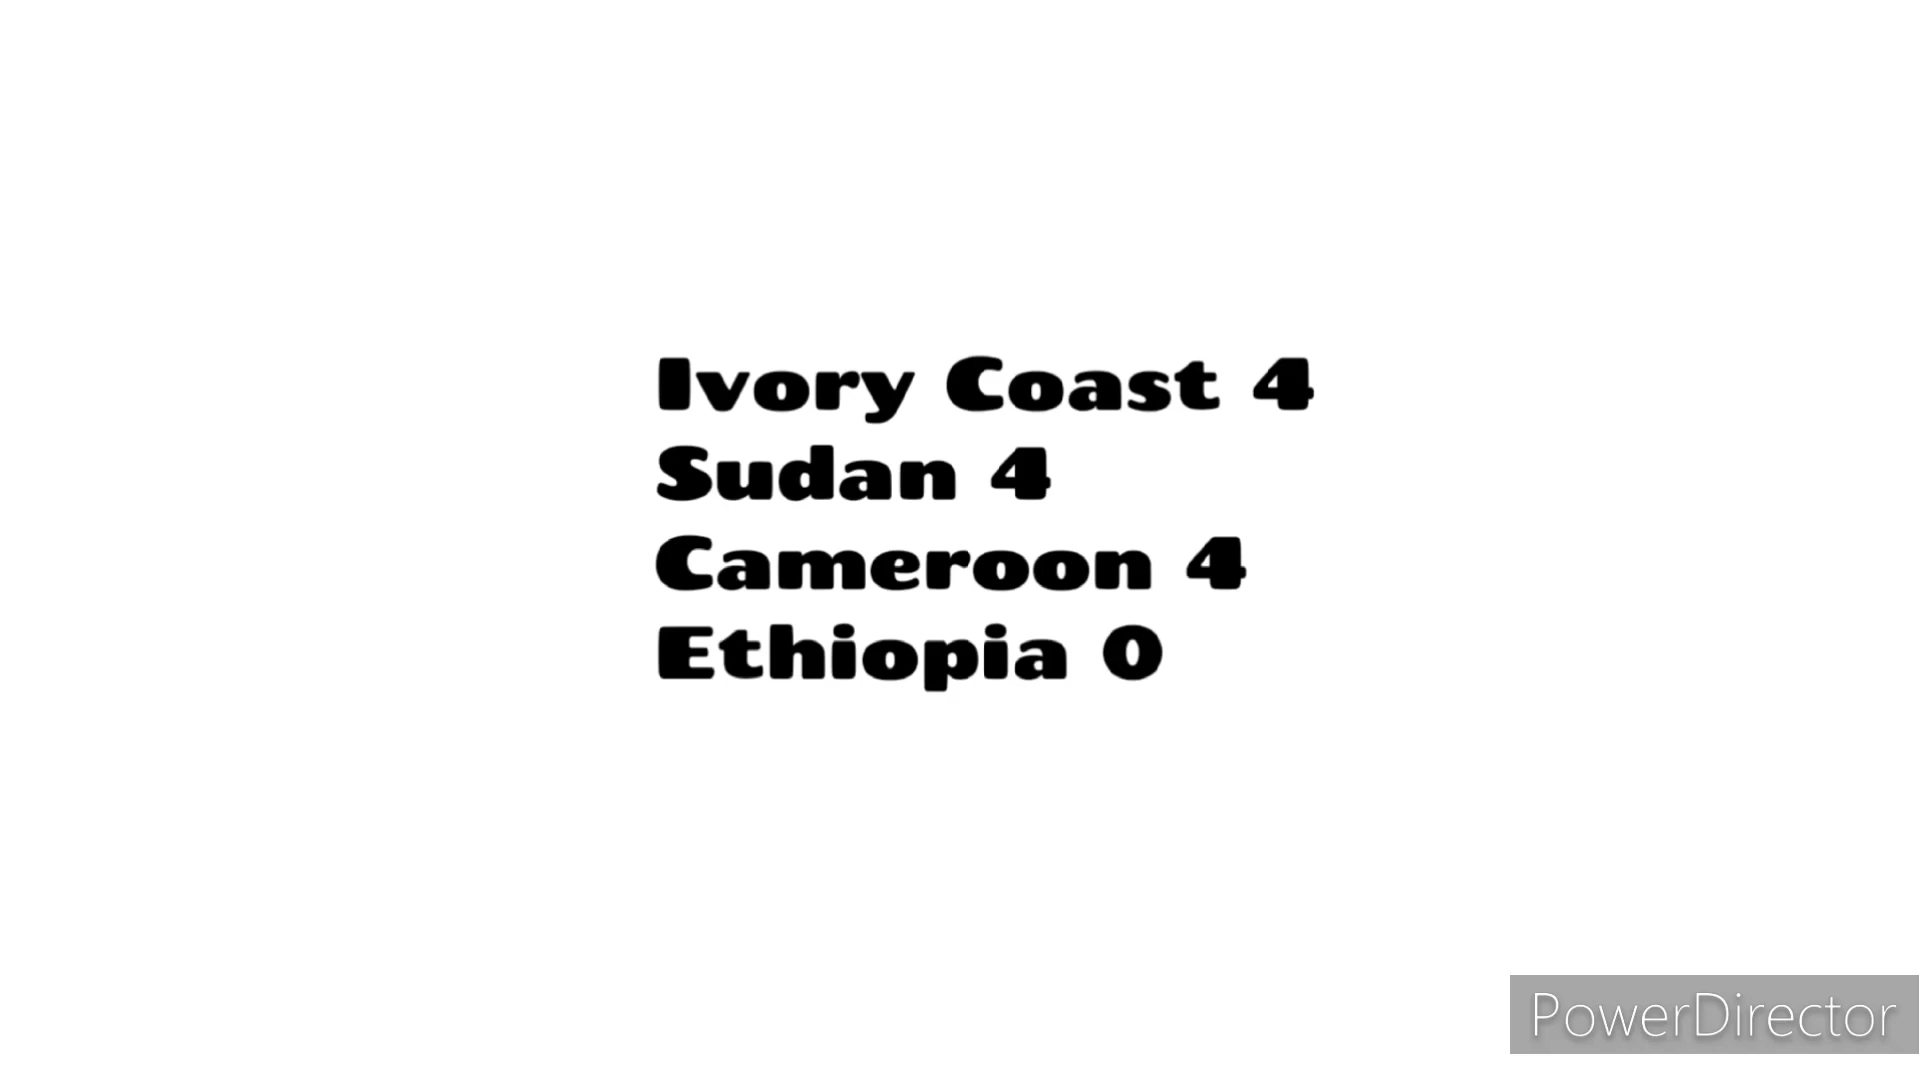 Ivory Coast 4
Sudan 4
Cameroon 4
Ethiopia 0
PowerDirector